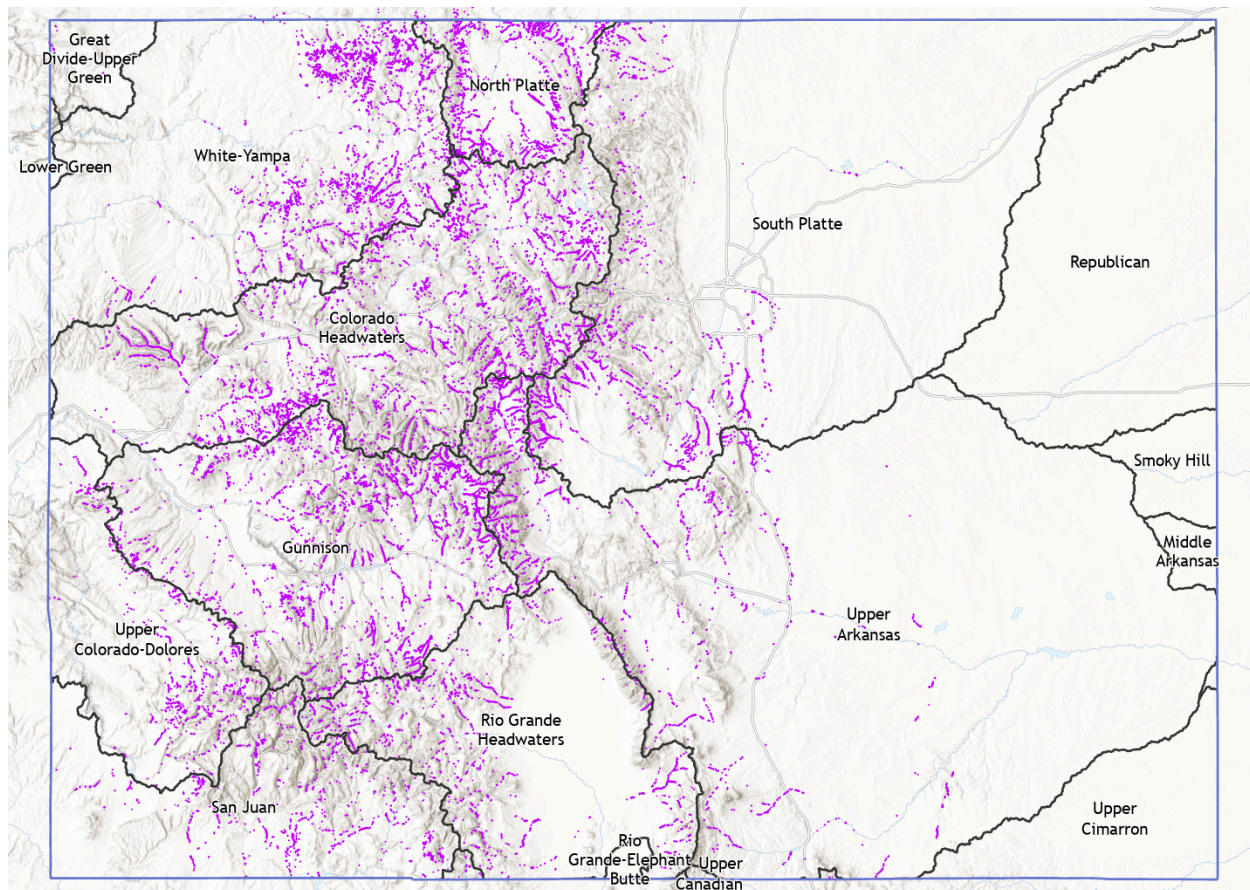 Great
Divide-Upper
Green
North Platte
White-Yampa
Lower Green
South Platte
Republican
Colorado
Headwaters
Smoky Hill
Gunnison
Middle
Arkansas
Upper
Colorado-Dolores
Upper
Arkansas
Rio Grande
Headwaters
San Juan
Upper
Cimarron
Rio
Grande-Elephant
Butte
Upper
Canadian